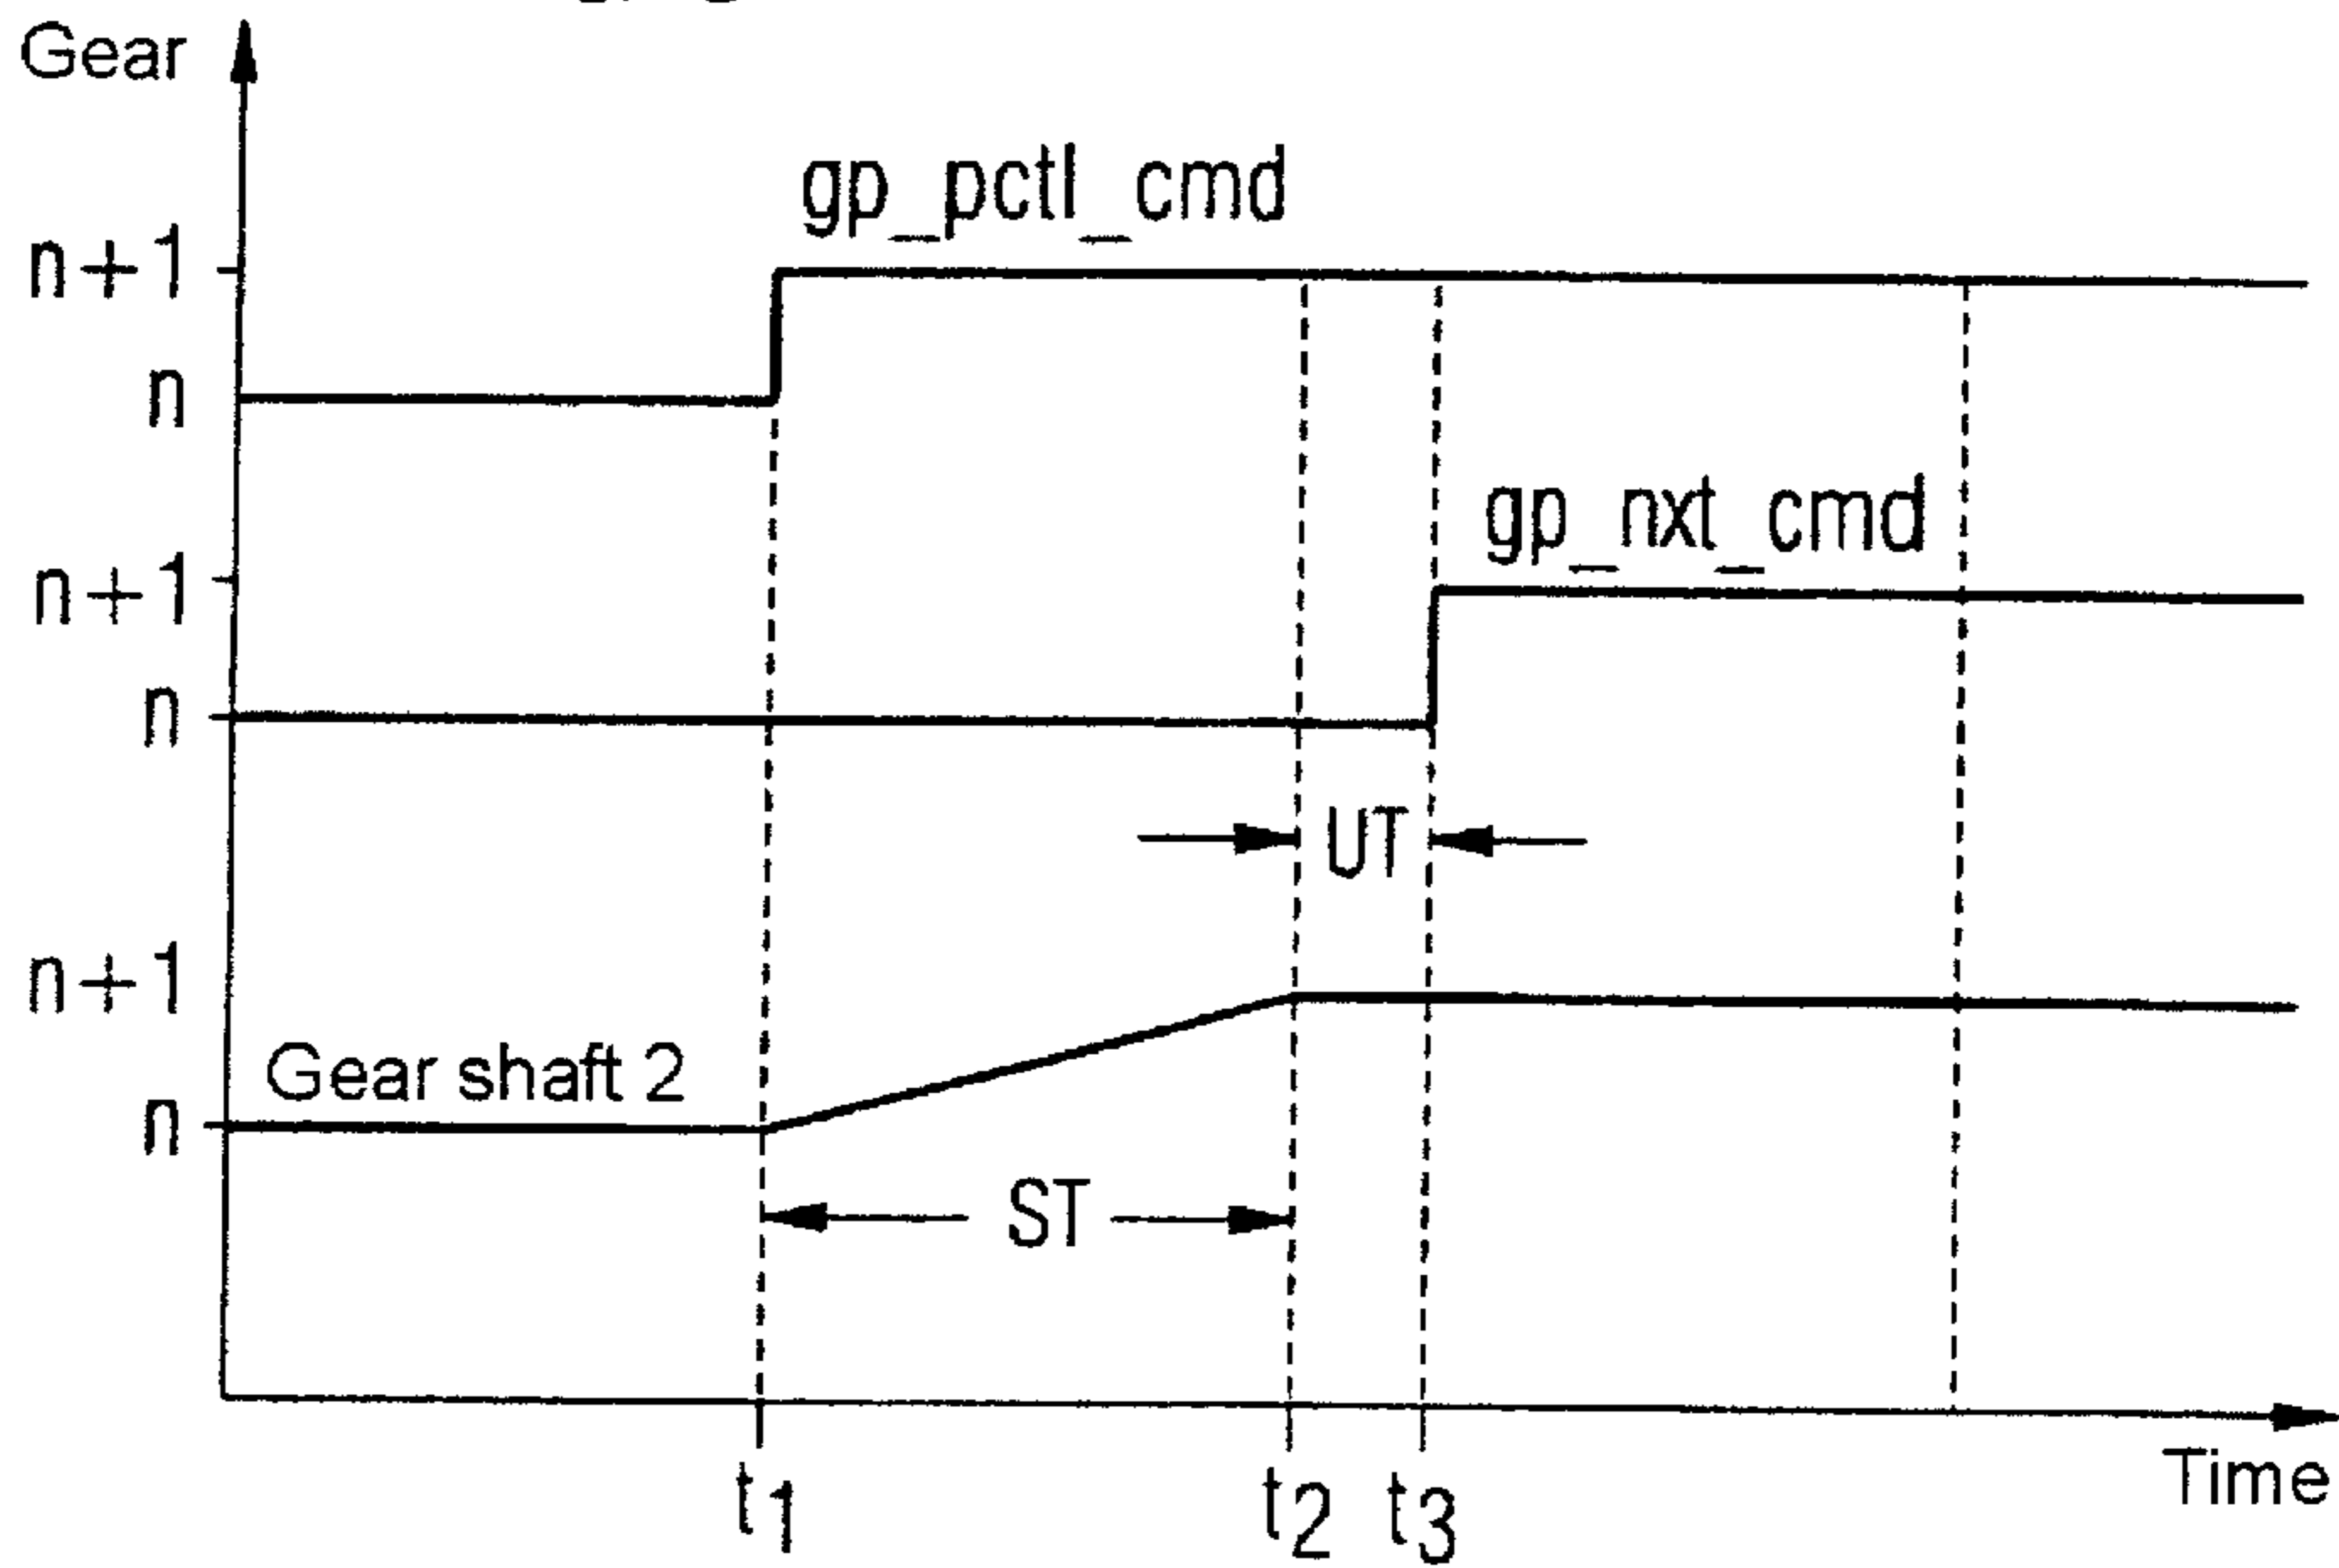 Gear
gp_pctl_cmd
n+1
n
gp_nxt_cmd
n+1
n
UT
n+1
Gear shaft 2
n
ST
t1
t2
t3
Time